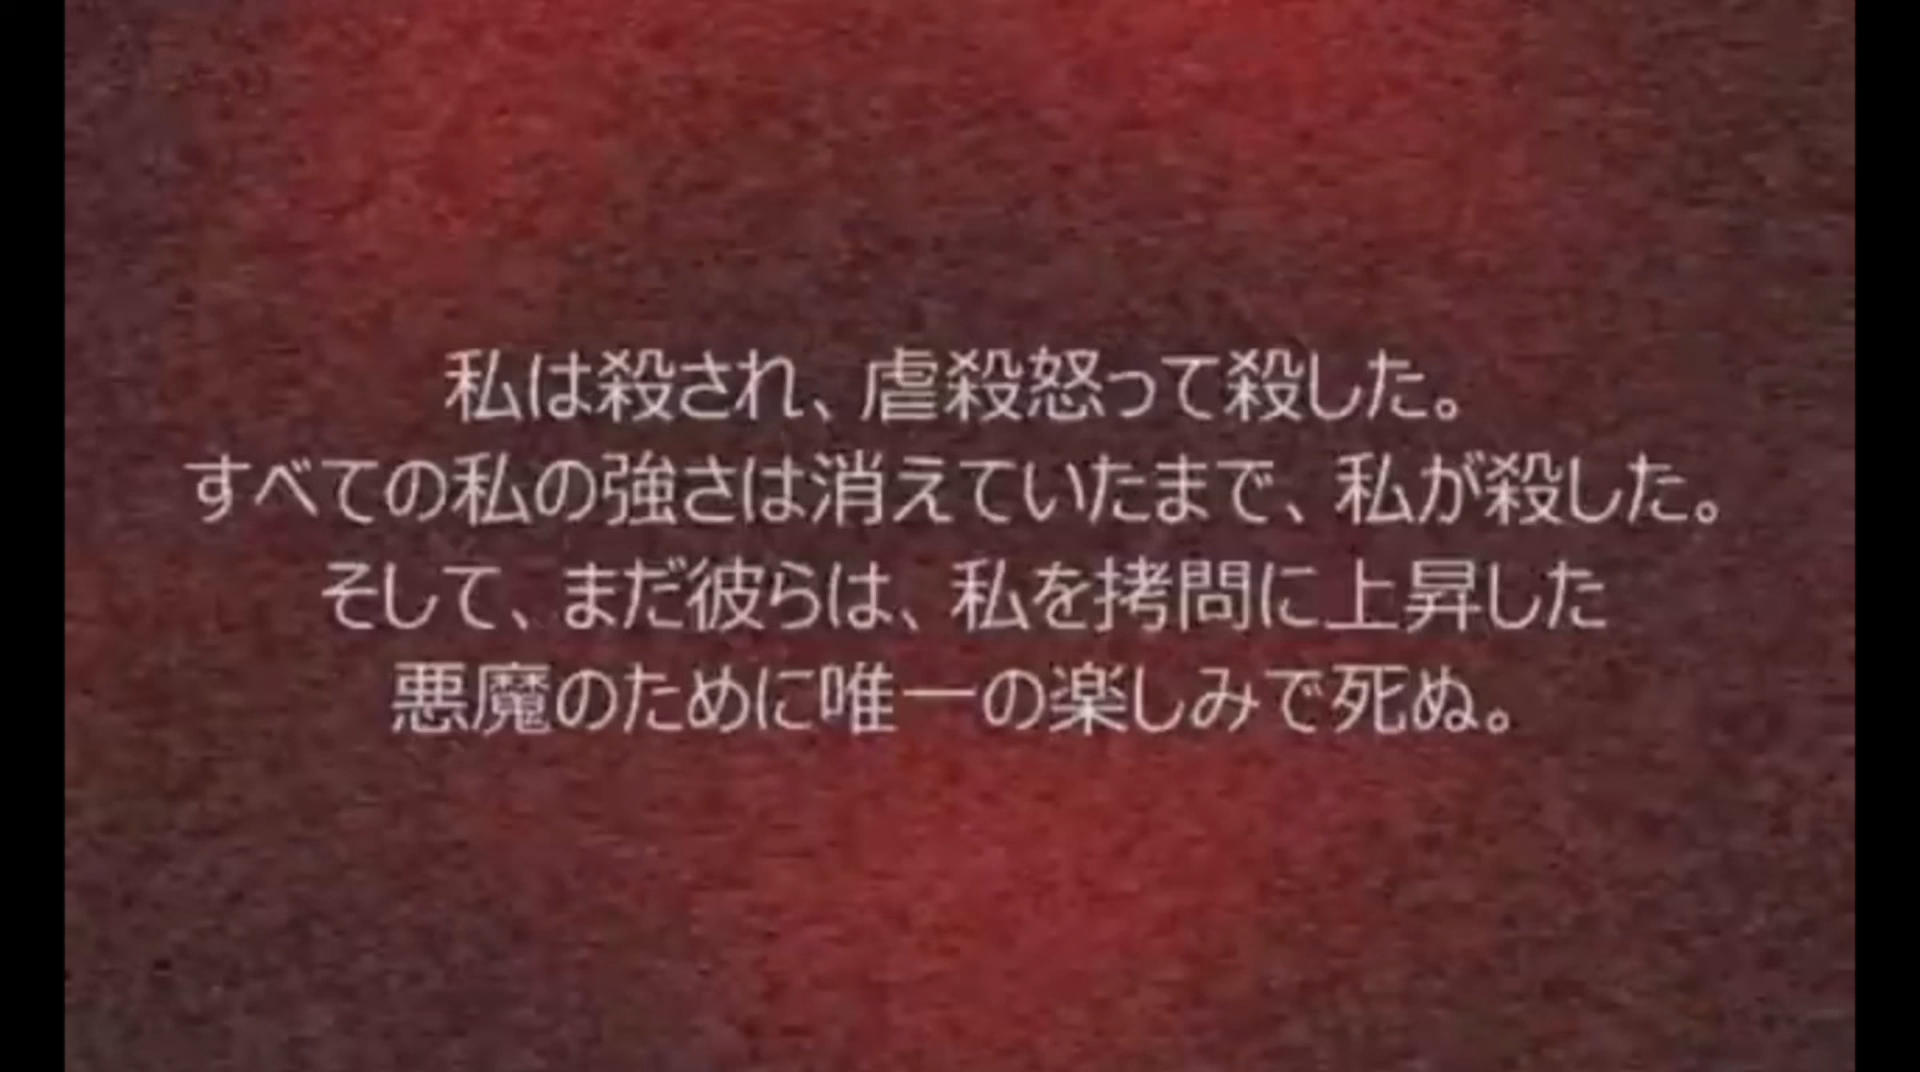 私は殺され、虐殺怒って殺した。
すべての私の強さは消えていたまで、私が殺した。
そして、まだ彼らは、私を拷問に上昇した
悪魔のために唯一の楽しみで死ぬ。